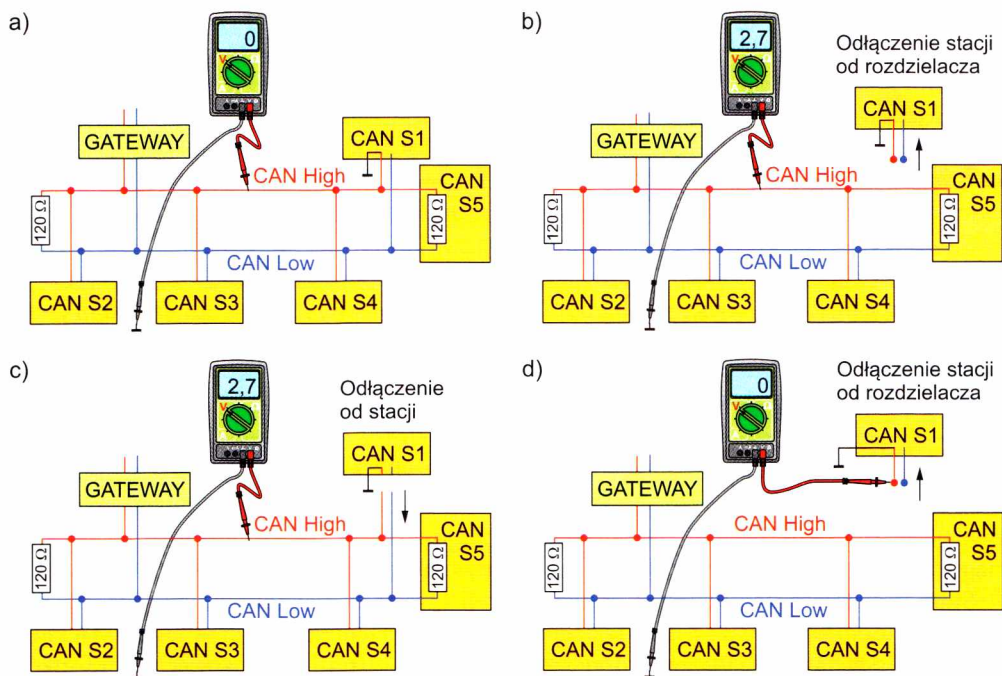 a)
0
GATEWAY
CAN S1
CAN High
CAN
S5
120 Ω
120 Ω
CAN Low
CAN S2
CAN S3
CAN S4
b)
2,7
Odłączenie stacji
od rozdzielacza
CAN S1
GATEWAY
CAN High
CAN
S5
120 Ω
120 Ω
CAN Low
CAN S2
CAN S3
CAN S4
c)
2,7
Odłączenie
od stacji
CAN S1
GATEWAY
CAN High
CAN
S5
120 Ω
120 Ω
CAN Low
CAN S2
CAN S3
CAN S4
d)
0
Odłączenie stacji
od rozdzielacza
CAN S1
GATEWAY
CAN High
CAN
S5
120 Ω
120 Ω
CAN Low
CAN S2
CAN S3
CAN S4